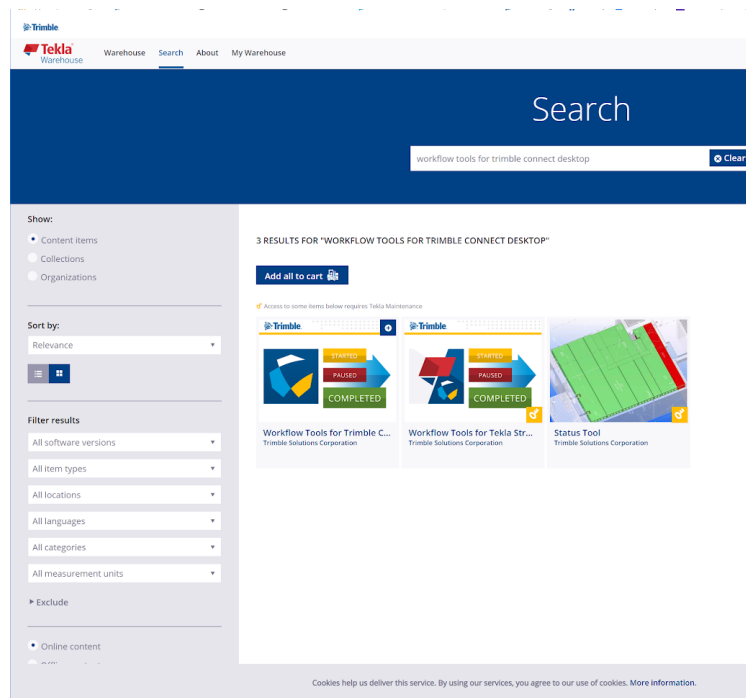 Trimble
Tekla
Warehouse
Warehouse Search About My Warehouse
Search
workflow tools for trimble connect desktop
Clear
Show:
Content items
Collections
Organizations
3 RESULTS FOR "WORKFLOW TOOLS FOR TRIMBLE CONNECT DESKTOP"
Add all to cart
Access to some items below requires Tekla Maintenance
Sort by:
Relevance
Trimble
STARTED
PAUSED
COMPLETED
Workflow Tools for Trimble C...
Trimble Solutions Corporation
Trimble
STARTED
PAUSED
COMPLETED
Workflow Tools for Tekla Str...
Trimble Solutions Corporation
Status Tool
Trimble Solutions Corporation
Filter results
All software versions
All item types
All locations
All languages
All categories
All measurement units
Exclude
Online content
Cookies help us deliver this service. By using our services, you agree to our use of cookies. More information.